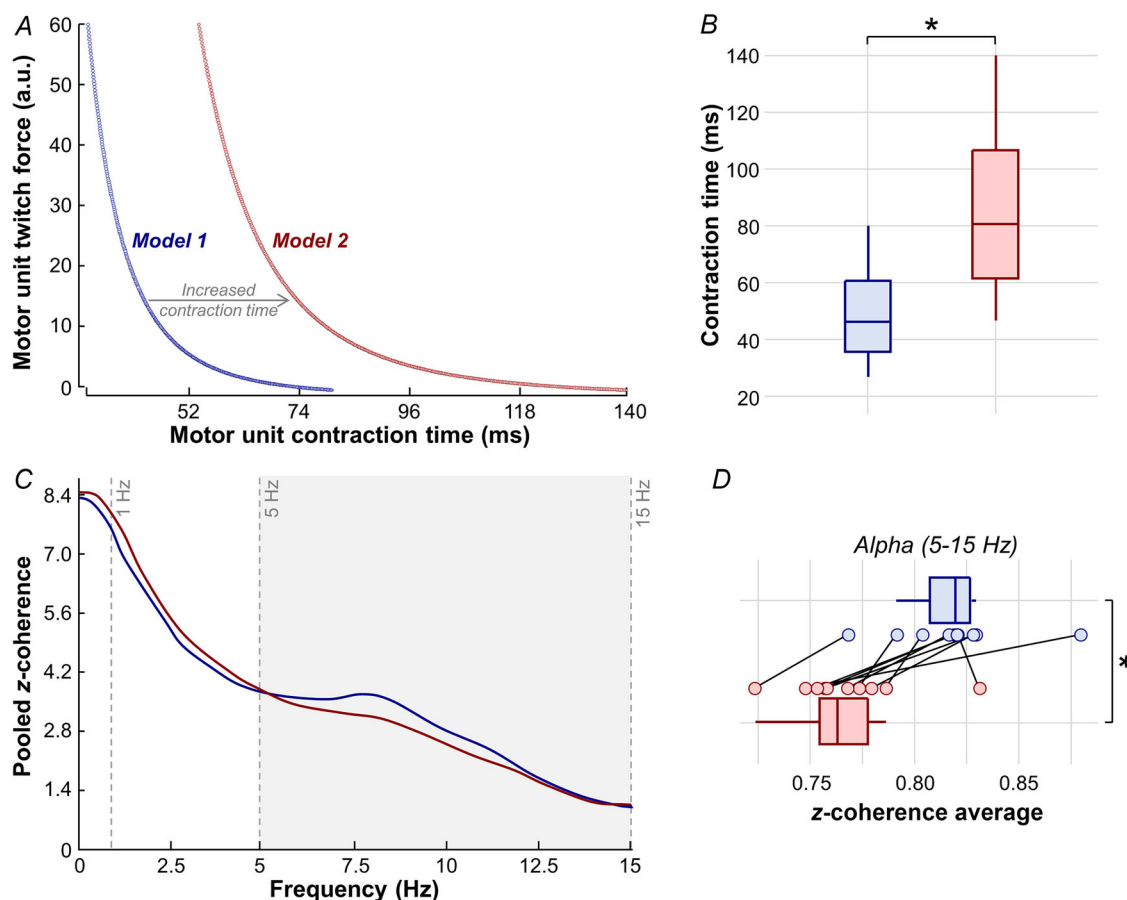 A
60
50
40
30
20
10
0
Motor unit twitch force (a.u.)
Model 1
Model 2
Increased
contraction time
52
74
96
118
140
Motor unit contraction time (ms)
B
*
140
120
100
80
60
40
20
Contraction time (ms)
C
8.4
7.0
5.6
4.2
2.8
1.4
0
Pooled z-coherence
1 Hz
5 Hz
15 Hz
0
2.5
5
7.5
10
12.5
15
Frequency (Hz)
D
Alpha (5-15 Hz)
*
0.75
0.80
0.85
z-coherence average